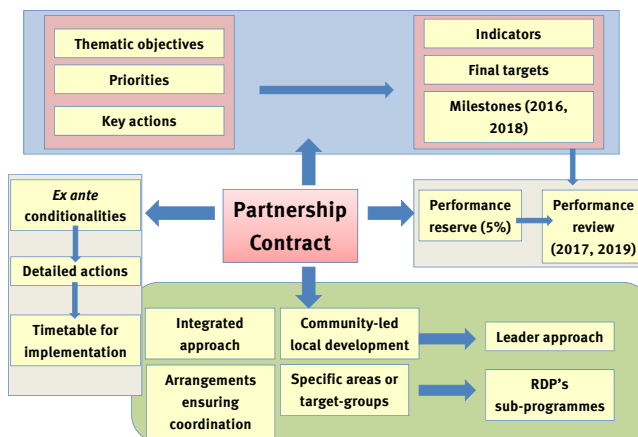 Thematic objectives
Priorities
Key actions
Indicators
Final targets
Milestones (2016,
2018)
Ex ante
conditionalities
Detailed actions
Timetable for
implementation
Partnership
Contract
Performance
reserve (5%)
Performance
review
(2017, 2019)
Integrated
approach
Community-led
local development
Leader approach
Arrangements
ensuring
coordination
Specific areas or
target-groups
RDP's
sub-programmes